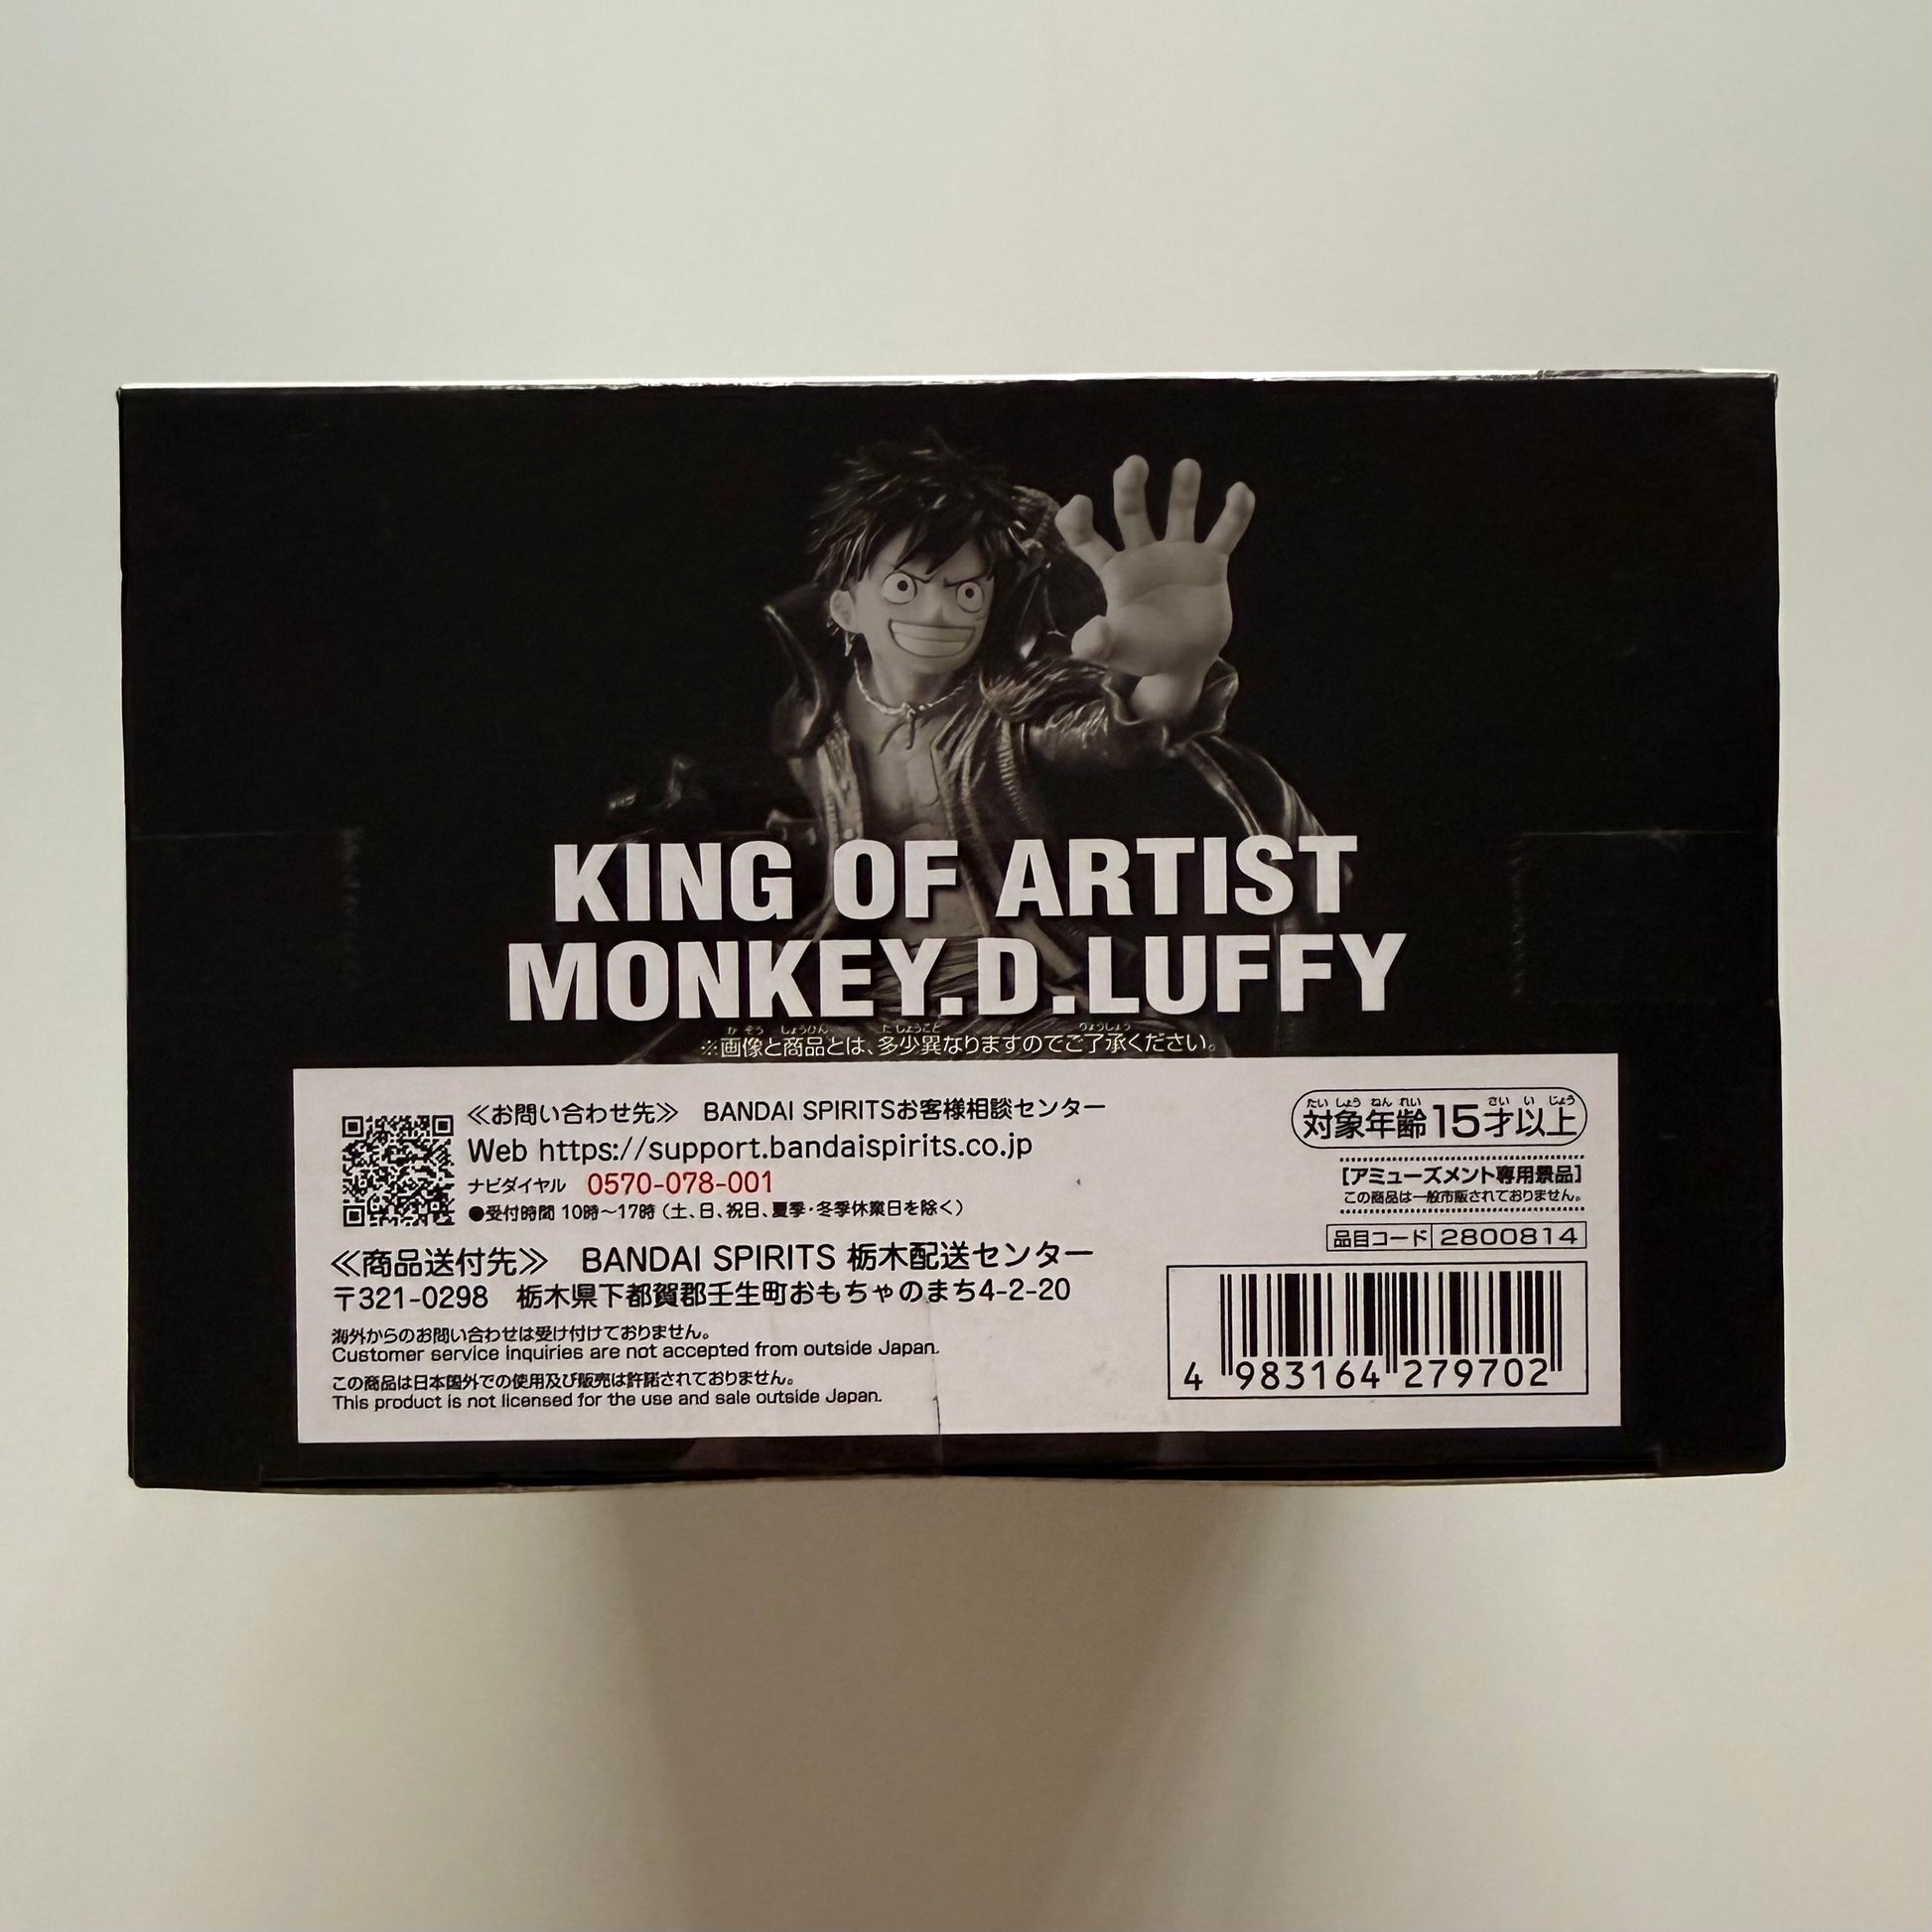 KING OF ARTIST
MONKEY.D.LUFFY
※画像と商品とは、多少異なりますのでご了承ください。
≪お問い合わせ先≫ BANDAI SPIRITSお客様相談センター
Web https://support.bandaispirits.co.jp
ナビダイヤル 0570-078-001
●受付時間 10時～17時（土、日、祝日、夏季・冬季休業日を除く）
≪商品送付先≫ BANDAI SPIRITS 栃木配送センター
〒321-0298 栃木県下都賀郡壬生町おもちゃのまち4-2-20
海外からのお問い合わせは受け付けておりません。
Customer service inquiries are not accepted from outside Japan.
この商品は日本国外での使用及び販売は許諾されておりません。
This product is not licensed for the use and sale outside Japan.
対象年齢15才以上
[アミューズメント専用景品]
この商品は一般市販されておりません。
品目コード 2800814
4 983164 279702